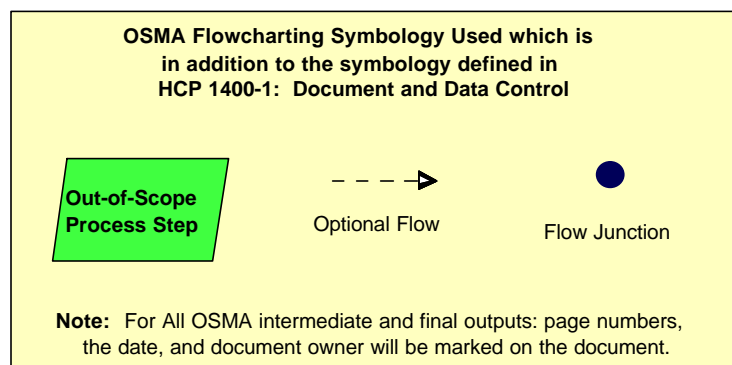 OSMA Flowcharting Symbology Used which is
in addition to the symbology defined in
HCP 1400-1: Document and Data Control
Out-of-Scope
Process Step
Optional Flow
Flow Junction
Note: For All OSMA intermediate and final outputs: page numbers,
the date, and document owner will be marked on the document.